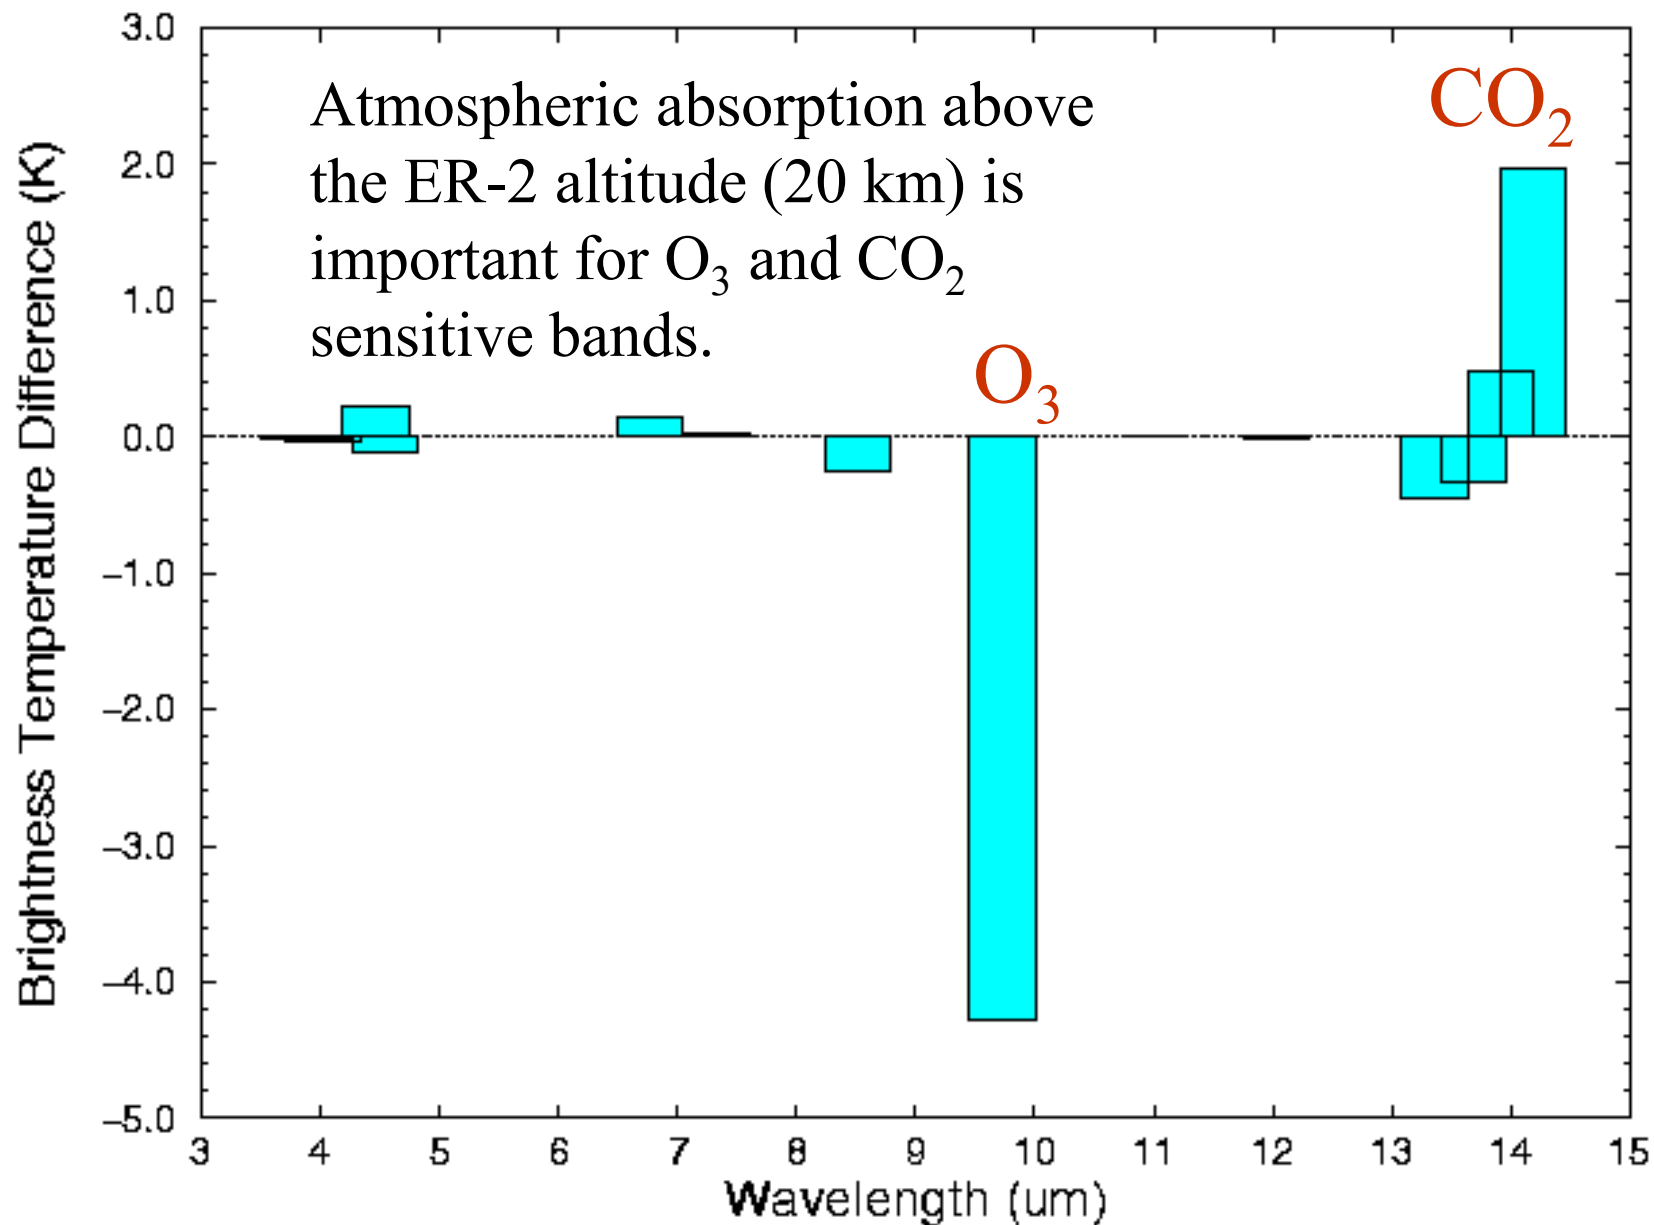 3.0
2.0
1.0
0.0
−1.0
−2.0
−3.0
−4.0
−5.0
Brightness Temperature Difference (K)
Atmospheric absorption above
the ER-2 altitude (20 km) is
important for O₃ and CO₂
sensitive bands.
CO₂
O₃
3 4 5 6 7 8 9 10 11 12 13 14 15
Wavelength (um)